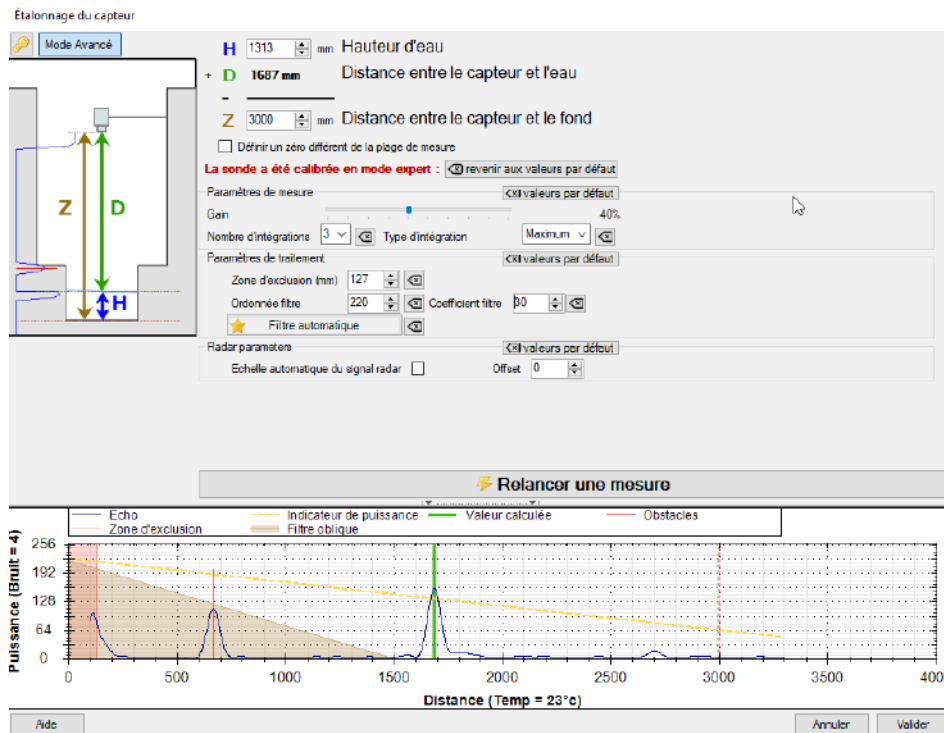 Étalonnage du capteur
Mode Avancé
H 1313 mm Hauteur d'eau
+ D 1687 mm Distance entre le capteur et l'eau
-
Z 3000 mm Distance entre le capteur et le fond
Définir un zéro différent de la plage de mesure
La sonde a été calibrée en mode expert : revenir aux valeurs par défaut
Paramètres de mesure valeurs par défaut
Gain 40%
Nombre d'intégrations 3 Type d'intégration Maximum
Paramètres de traitement valeurs par défaut
Zone d'exclusion (mm) 127
Ordonnée filtre 220 Coefficient filtre 30
Filtre automatique
Radar parametere valeurs par défaut
Echelle automatique du signal radar Offset 0
Z D
H
Relancer une mesure
Echo Indicateur de puissance Valeur calculée Obstacles
Zone d'exclusion Filtre oblique
Puissance (Bruit = 4)
256
192
128
64
0
0 500 1000 1500 2000 2500 3000 3500 400
Distance (Temp = 23°c)
Aide Annuler Valider